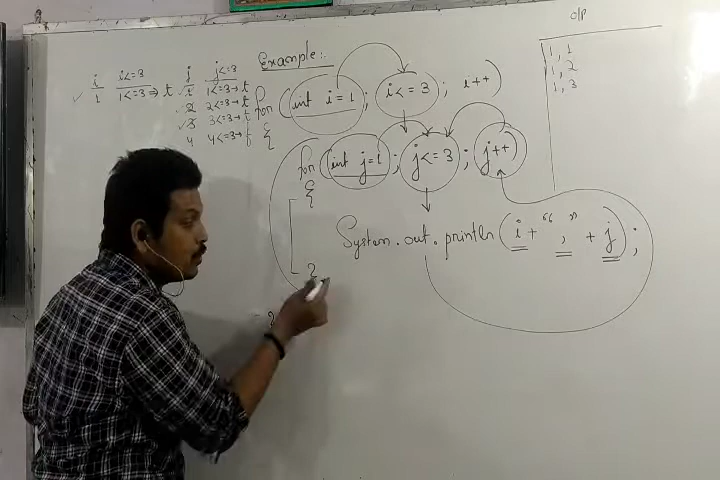 O/P
Example:-
i i<=3 j j<=3
1 1<=3 → t 1 1<=3→t
2 2<=3→t
3 3<=3→t
4 4<=3→f
for (int i=1; i<=3; i++)
{
for (int j=1; j<=3; j++)
{
System.out.println(i+","+j);
}
}
1, 1
1, 2
1, 3